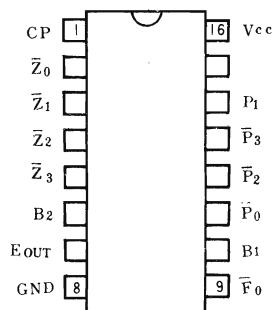 CP 1 16 Vcc
Z̅0
Z̅1 P1
Z̅2 P̅3
Z̅3 P̅2
B2 P̅0
EOUT B1
GND 8 9 F̅0